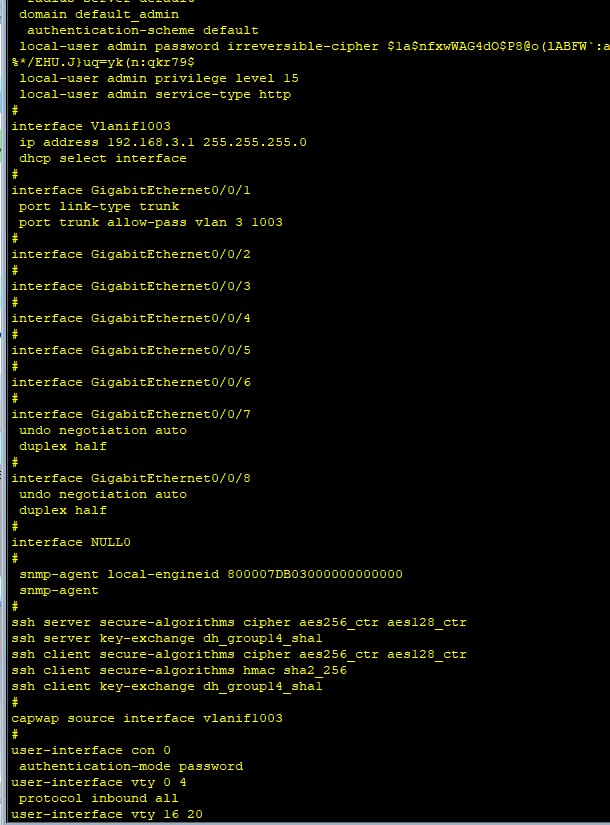 domain default_admin
authentication-scheme default
local-user admin password irreversible-cipher $1a$nfxwWAG4dO$P8@o(lABFW`:a
%*/EHU.J}uq=yk(n:qkr79$
local-user admin privilege level 15
local-user admin service-type http
#
interface Vlanif1003
ip address 192.168.3.1 255.255.255.0
dhcp select interface
#
interface GigabitEthernet0/0/1
port link-type trunk
port trunk allow-pass vlan 3 1003
#
interface GigabitEthernet0/0/2
#
interface GigabitEthernet0/0/3
#
interface GigabitEthernet0/0/4
#
interface GigabitEthernet0/0/5
#
interface GigabitEthernet0/0/6
#
interface GigabitEthernet0/0/7
undo negotiation auto
duplex half
#
interface GigabitEthernet0/0/8
undo negotiation auto
duplex half
#
interface NULL0
#
snmp-agent local-engineid 800007DB03000000000000
snmp-agent
#
ssh server secure-algorithms cipher aes256_ctr aes128_ctr
ssh server key-exchange dh_group14_sha1
ssh client secure-algorithms cipher aes256_ctr aes128_ctr
ssh client secure-algorithms hmac sha2_256
ssh client key-exchange dh_group14_sha1
#
capwap source interface vlanif1003
#
user-interface con 0
authentication-mode password
user-interface vty 0 4
protocol inbound all
user-interface vty 16 20